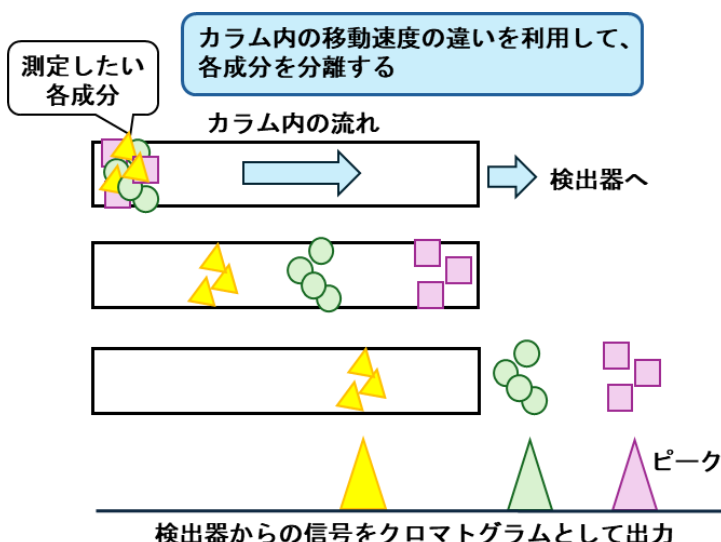 カラム内の移動速度の違いを利用して、
各成分を分離する
測定したい
各成分
カラム内の流れ
検出器へ
ピーク
検出器からの信号をクロマトグラムとして出力